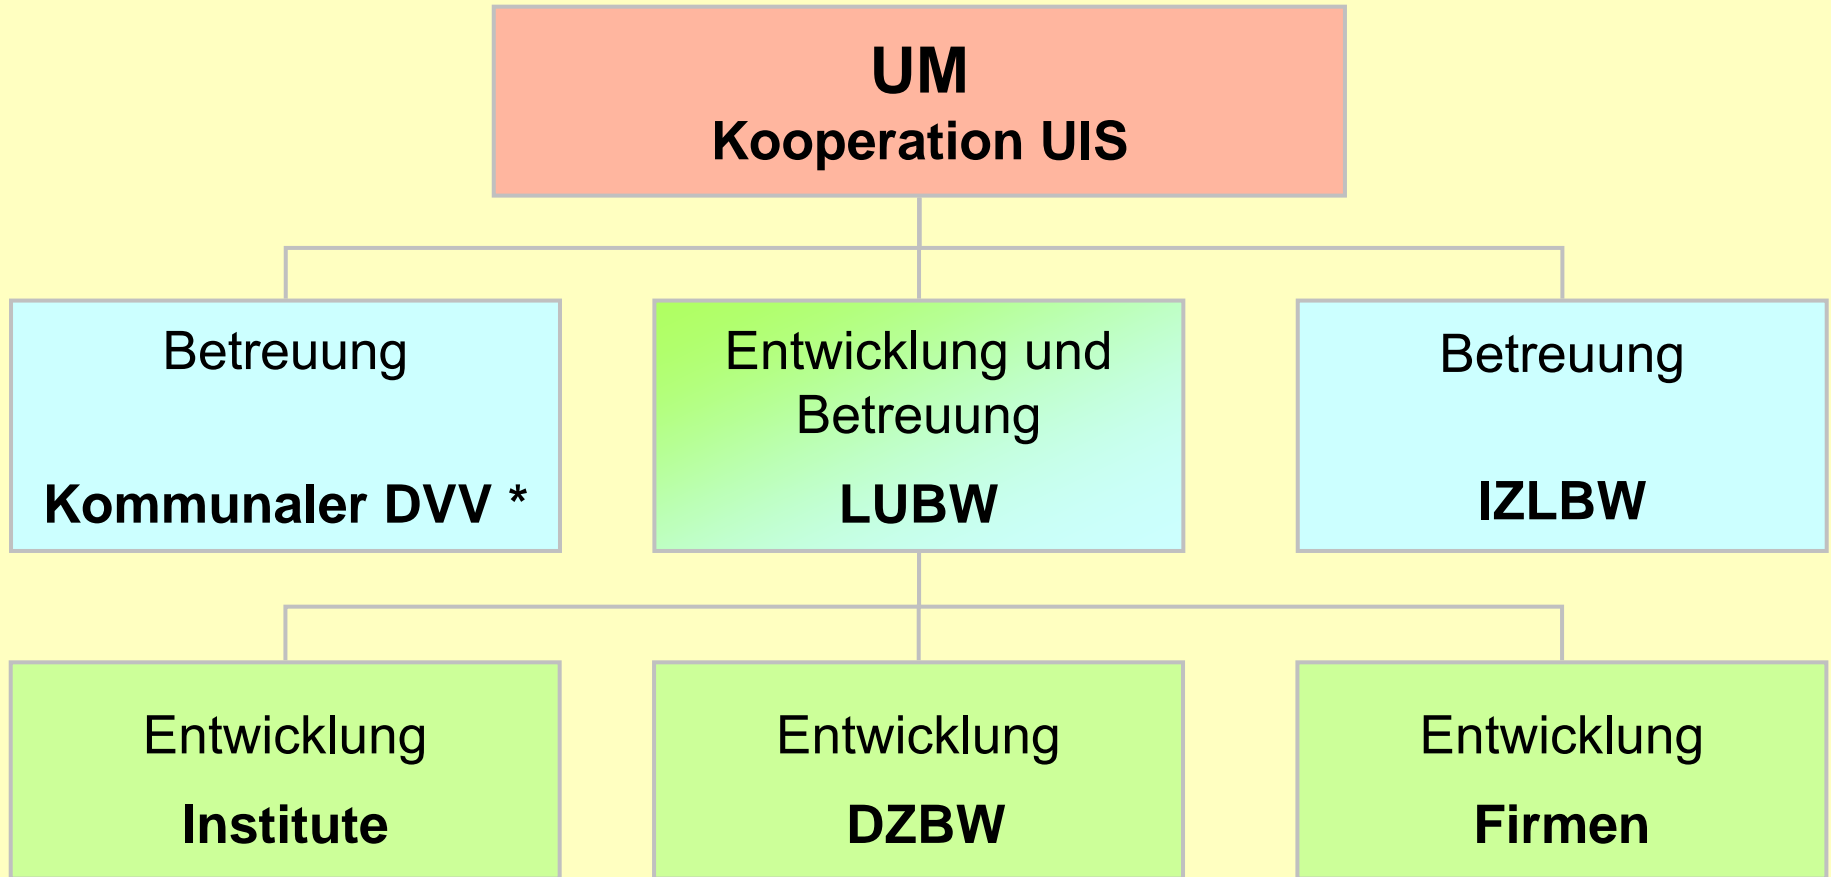 UM
Kooperation UIS
Betreuung
Kommunaler DVV *
Entwicklung und
Betreuung
LUBW
Betreuung
IZLBW
Entwicklung
Institute
Entwicklung
DZBW
Entwicklung
Firmen